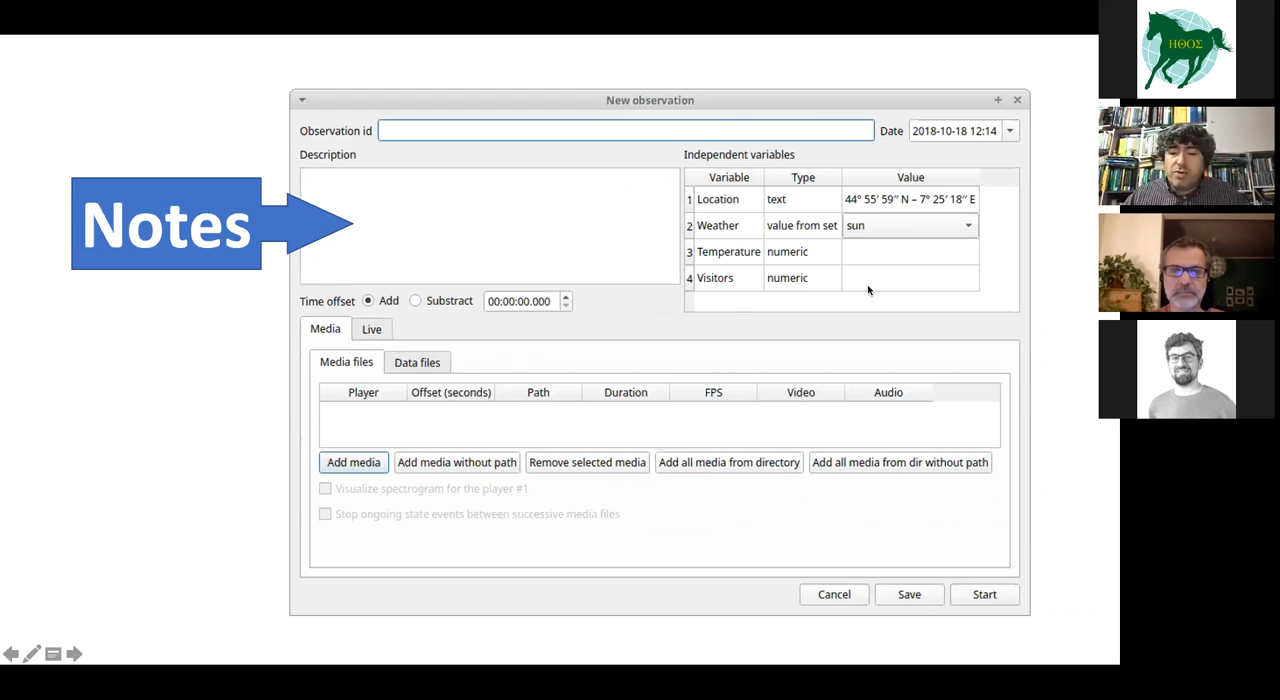 ΗΘΟΣ
New observation
Observation id
Date 2018-10-18 12:14
Description
Independent variables
Variable Type Value
1 Location text 44° 55′ 59′′ N – 7° 25′ 18′′ E
2 Weather value from set sun
3 Temperature numeric
4 Visitors numeric
Notes
Time offset Add Substract 00:00:00.000
Media Live
Media files Data files
Player Offset (seconds) Path Duration FPS Video Audio
Add media Add media without path Remove selected media Add all media from directory Add all media from dir without path
Visualize spectrogram for the player #1
Stop ongoing state events between successive media files
Cancel Save Start